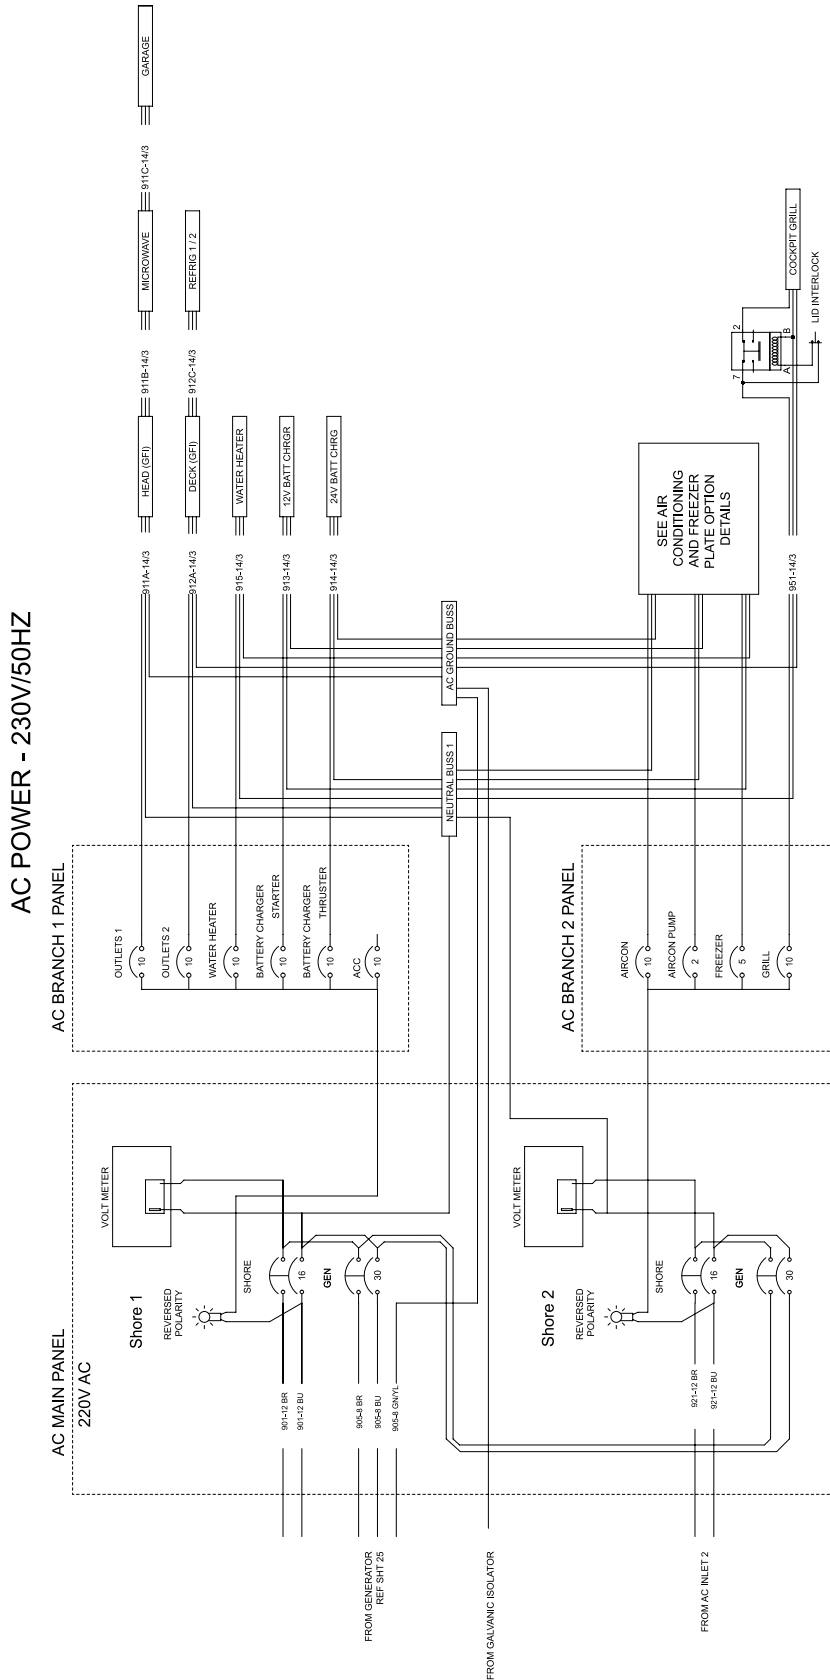 AC POWER - 230V/50HZ
AC MAIN PANEL
220V AC
AC BRANCH 1 PANEL
AC BRANCH 2 PANEL
Shore 1
REVERSED
POLARITY
VOLT METER
SHORE
16
GEN
30
901-12 BR
901-12 BU
905-8 BR
905-8 BU
905-8 GN/YL
FROM GENERATOR
REF SHT 25
FROM GALVANIC ISOLATOR
Shore 2
REVERSED
POLARITY
VOLT METER
SHORE
16
GEN
30
921-12 BR
921-12 BU
FROM AC INLET 2
OUTLETS 1
10
OUTLETS 2
10
WATER HEATER
10
BATTERY CHARGER
STARTER
10
BATTERY CHARGER
THRUSTER
10
ACC
10
AIRCON
10
AIRCON PUMP
2
FREEZER
5
GRILL
10
NEUTRAL BUSS 1
AC GROUND BUSS
911A-14/3
HEAD (GFI)
911B-14/3
MICROWAVE
911C-14/3
GARAGE
912A-14/3
DECK (GFI)
912C-14/3
REFRIG 1 / 2
915-14/3
WATER HEATER
913-14/3
12V BATT CHRGR
914-14/3
24V BATT CHRG
SEE AIR
CONDITIONING
AND FREEZER
PLATE OPTION
DETAILS
951-14/3
7
2
A
B
COCKPIT GRILL
LID INTERLOCK